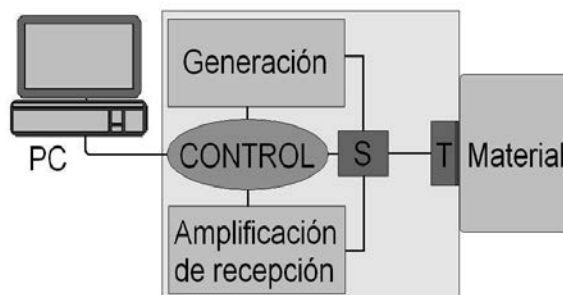 Generación
PC
CONTROL
S
T
Material
Amplificación
de recepción